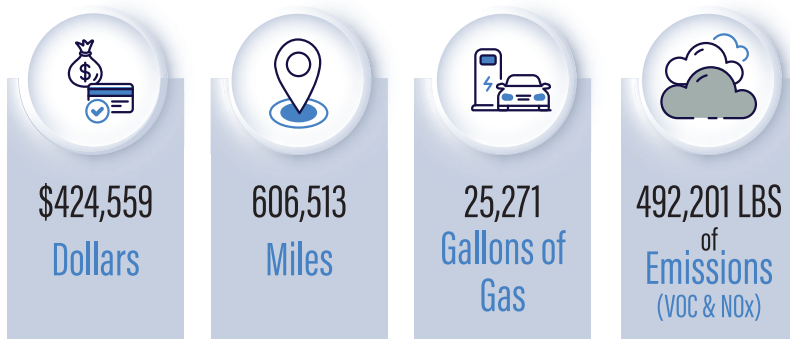 $
$424,559
Dollars
606,513
Miles
25,271
Gallons of
Gas
492,201 LBS
of
Emissions
(VOC & NOx)